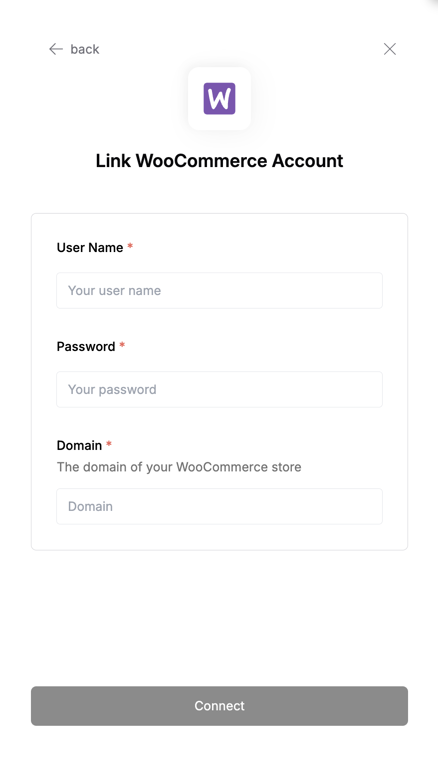 back
W
Link WooCommerce Account
User Name *
Your user name
Password *
Your password
Domain *
The domain of your WooCommerce store
Domain
Connect